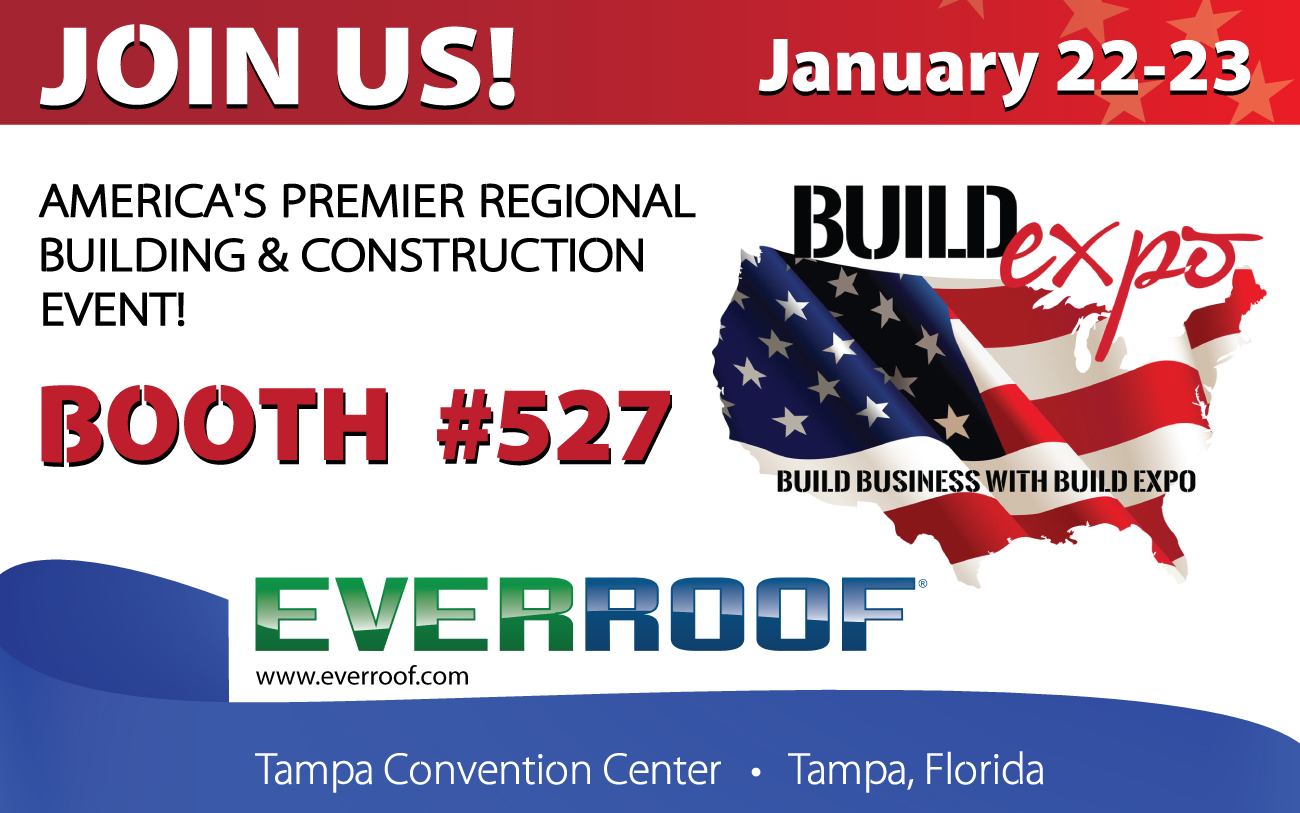 JOIN US!
January 22-23
AMERICA'S PREMIER REGIONAL
BUILDING & CONSTRUCTION
EVENT!
BOOTH #527
BUILD
expo
BUILD BUSINESS WITH BUILD EXPO
EVERROOF®
www.everroof.com
Tampa Convention Center • Tampa, Florida